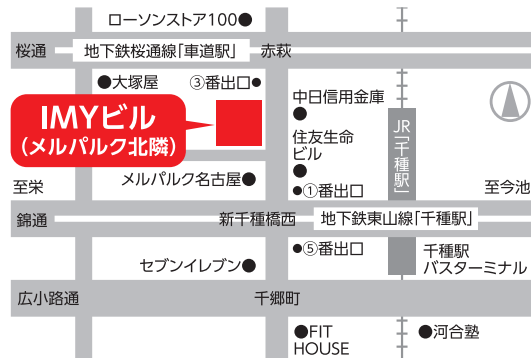 ローソンストア100
桜通
地下鉄桜通線「車道駅」
赤萩
大塚屋
③番出口
中日信用金庫
IMYビル
(メルパルク北隣)
住友生命
ビル
JR「千種駅」
メルパルク名古屋
①番出口
至栄
至今池
錦通
新千種橋西
地下鉄東山線「千種駅」
⑤番出口
セブンイレブン
千種駅
バスターミナル
広小路通
千郷町
FIT
HOUSE
河合塾